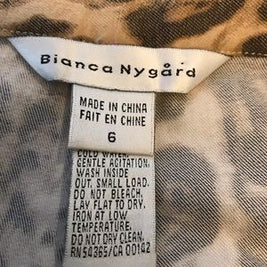 Bianca Nygård
MADE IN CHINA
FAIT EN CHINE
6
COLD WATER,
GENTLE AGITATION,
WASH INSIDE
OUT. SMALL LOAD.
DO NOT BLEACH.
LAY FLAT TO DRY.
IRON AT LOW
TEMPERATURE.
DO NOT DRY CLEAN.
RN 54365/CA 00142